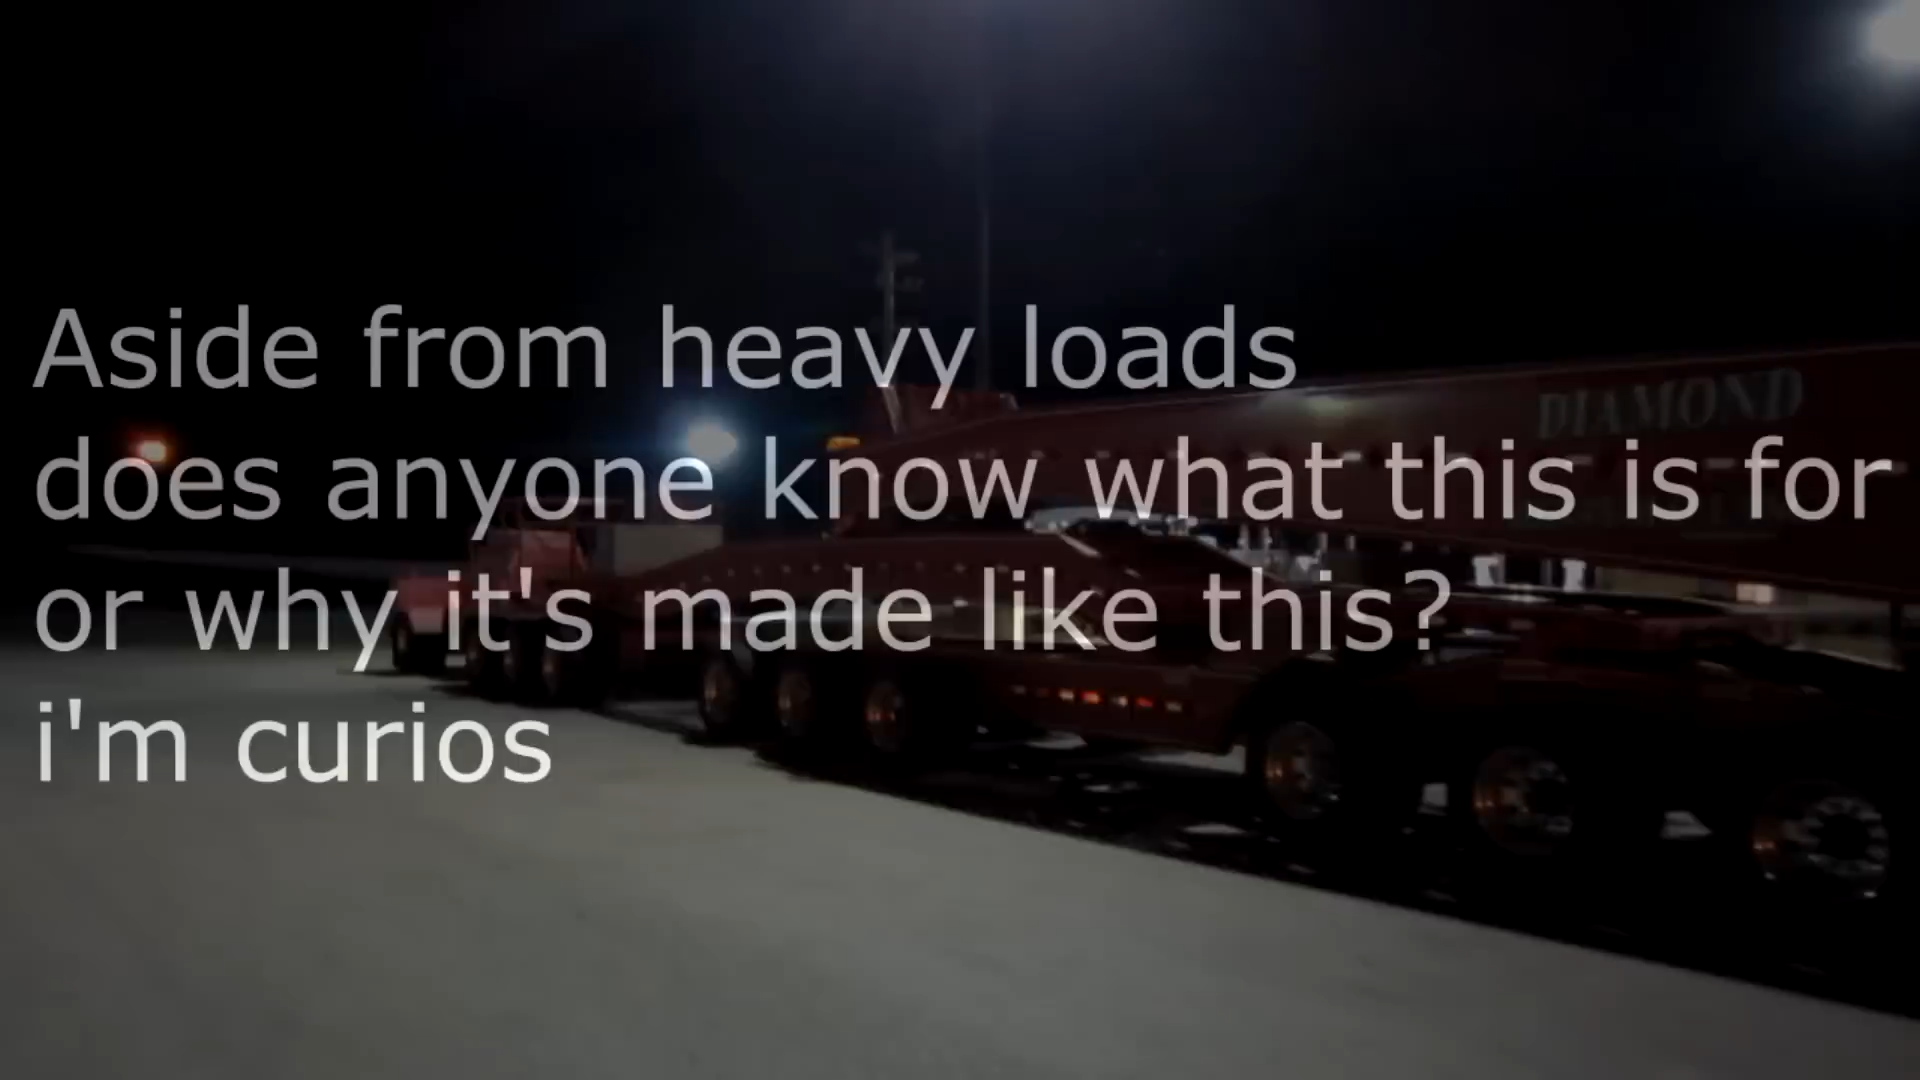 Aside from heavy loads
does anyone know what this is for
or why it's made like this?
i'm curios
DIAMOND